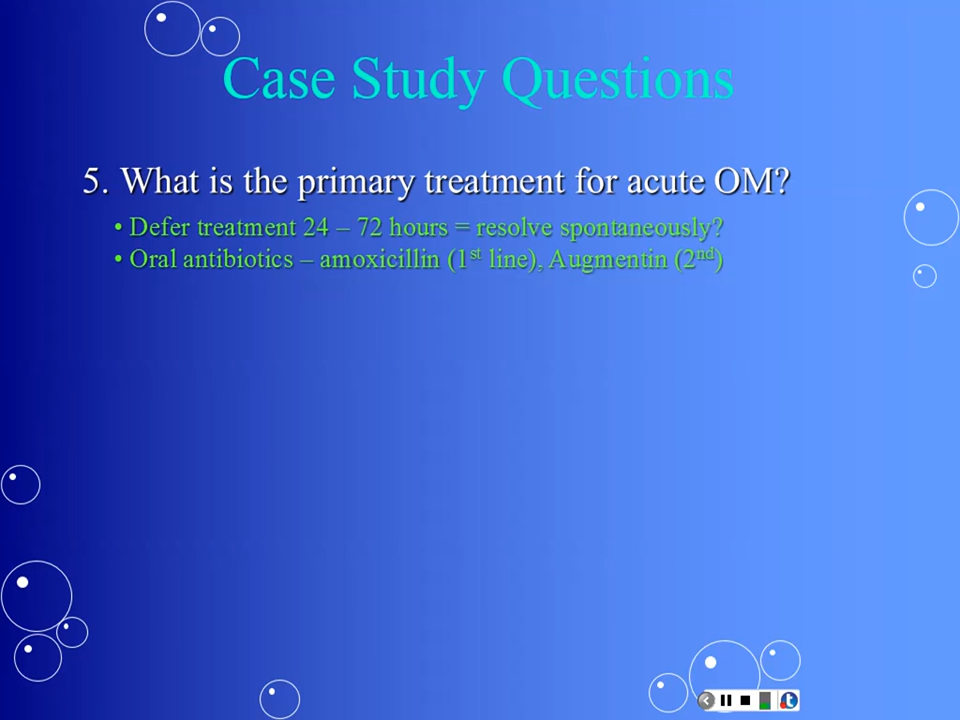 Case Study Questions
5. What is the primary treatment for acute OM?
• Defer treatment 24 – 72 hours = resolve spontaneously?
• Oral antibiotics – amoxicillin (1st line), Augmentin (2nd)